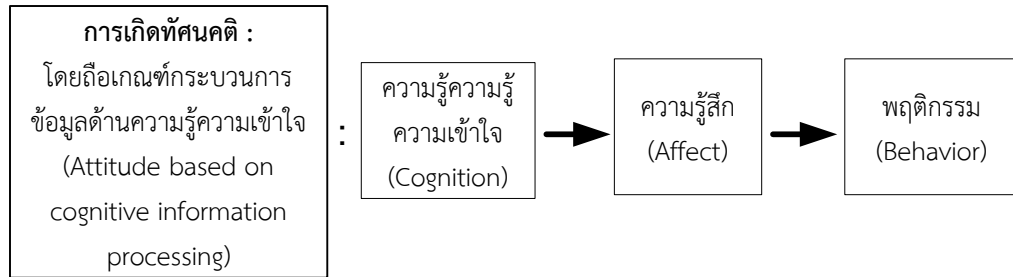 การเกิดทัศนคติ :
โดยถือเกณฑ์กระบวนการ
ข้อมูลด้านความรู้ความเข้าใจ
(Attitude based on
cognitive information
processing)
:
ความรู้ความรู้
ความเข้าใจ
(Cognition)
ความรู้สึก
(Affect)
พฤติกรรม
(Behavior)